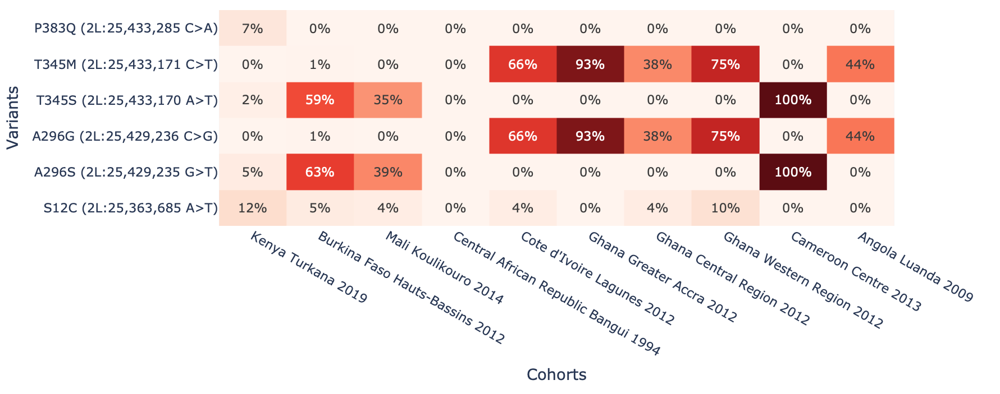 P383Q (2L:25,433,285 C>A) 7% 0% 0% 0% 0% 0% 0% 0% 0% 0%
T345M (2L:25,433,171 C>T) 0% 1% 0% 0% 66% 93% 38% 75% 0% 44%
T345S (2L:25,433,170 A>T) 2% 59% 35% 0% 0% 0% 0% 0% 100% 0%
A296G (2L:25,429,236 C>G) 0% 1% 0% 0% 66% 93% 38% 75% 0% 44%
A296S (2L:25,429,235 G>T) 5% 63% 39% 0% 0% 0% 0% 0% 100% 0%
S12C (2L:25,363,685 A>T) 12% 5% 4% 0% 4% 0% 4% 10% 0% 0%
Variants
Kenya Turkana 2019
Burkina Faso Hauts-Bassins 2012
Mali Koulikouro 2014
Central African Republic Bangui 1994
Cote d'Ivoire Lagunes 2012
Ghana Greater Accra 2012
Ghana Central Region 2012
Ghana Western Region 2012
Cameroon Centre 2013
Angola Luanda 2009
Cohorts